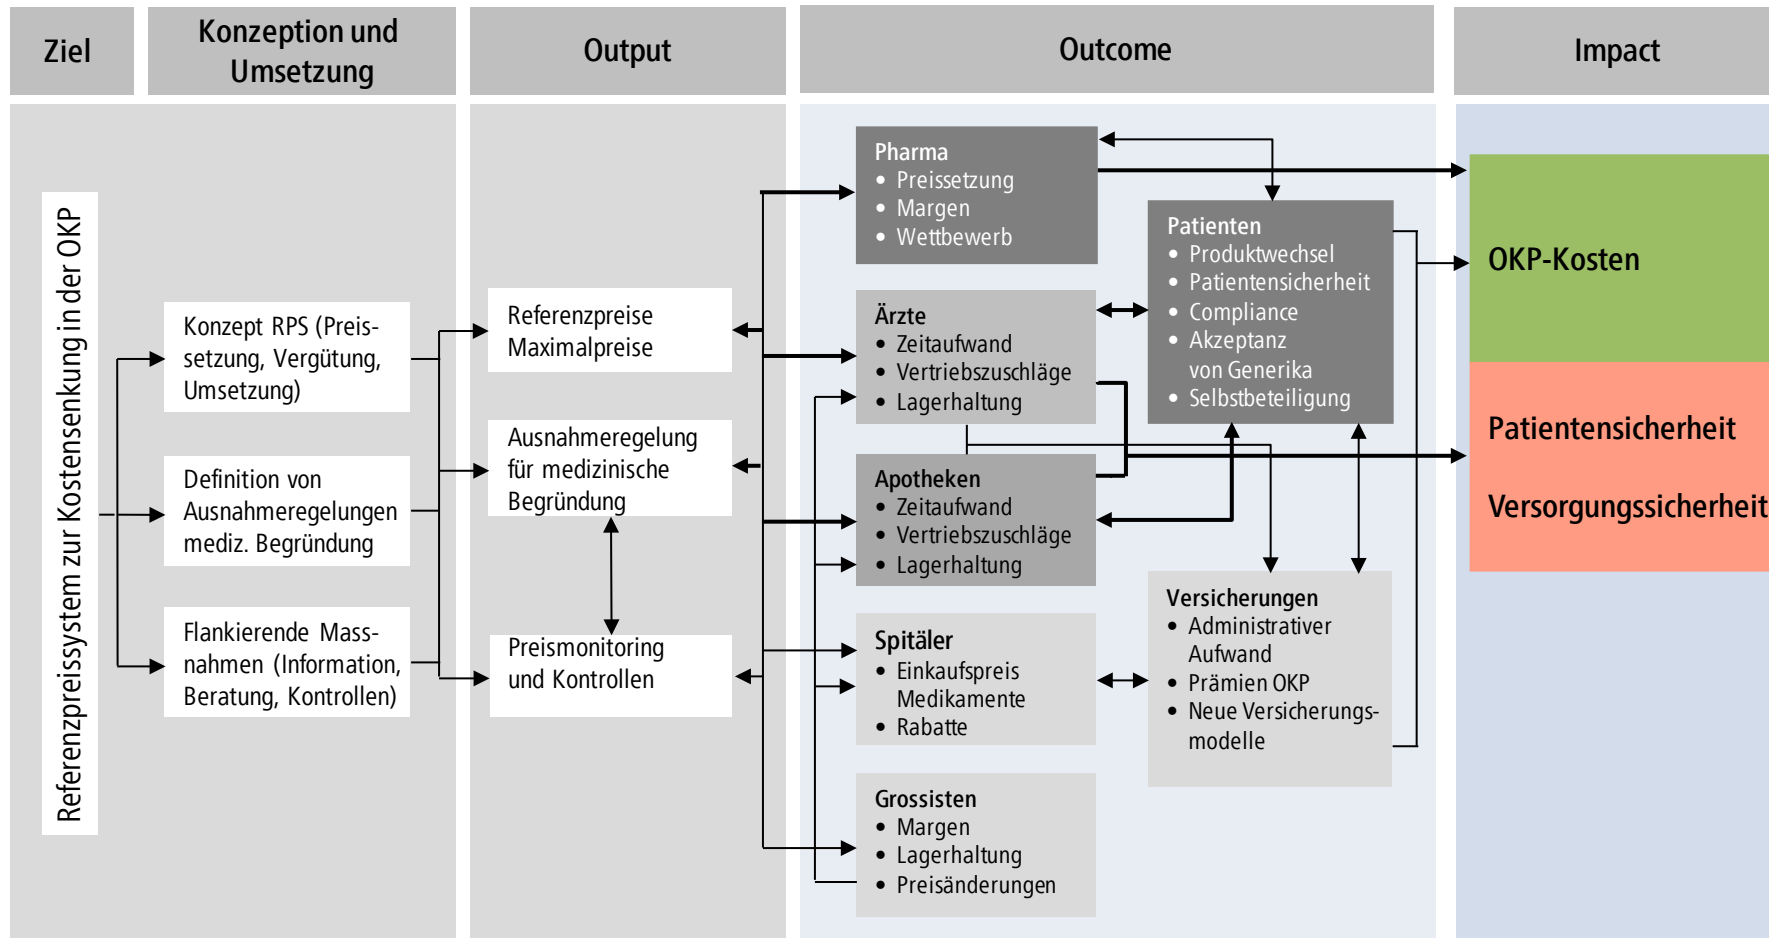 Ziel
Konzeption und
Umsetzung
Output
Outcome
Impact
Referenzpreissystem zur Kostensenkung in der OKP
Konzept RPS (Preis-
setzung, Vergütung,
Umsetzung)
Definition von
Ausnahmeregelungen
mediz. Begründung
Flankierende Mass-
nahmen (Information,
Beratung, Kontrollen)
Referenzpreise
Maximalpreise
Ausnahmeregelung
für medizinische
Begründung
Preismonitoring
und Kontrollen
Pharma
• Preissetzung
• Margen
• Wettbewerb
Ärzte
• Zeitaufwand
• Vertriebszuschläge
• Lagerhaltung
Apotheken
• Zeitaufwand
• Vertriebszuschläge
• Lagerhaltung
Spitäler
• Einkaufspreis
Medikamente
• Rabatte
Grossisten
• Margen
• Lagerhaltung
• Preisänderungen
Patienten
• Produktwechsel
• Patientensicherheit
• Compliance
• Akzeptanz
von Generika
• Selbstbeteiligung
Versicherungen
• Administrativer
Aufwand
• Prämien OKP
• Neue Versicherungs-
modelle
OKP-Kosten
Patientensicherheit
Versorgungssicherheit